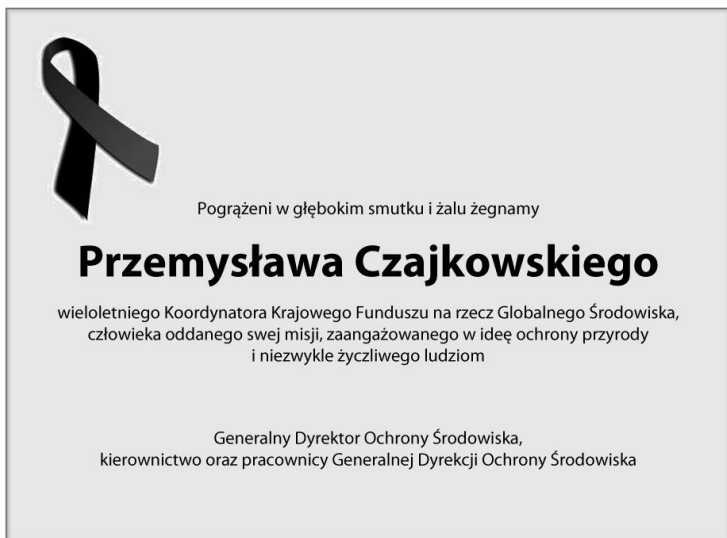 Pogrążeni w głębokim smutku i żalu żegnamy
Przemysława Czajkowskiego
wieloletniego Koordynatora Krajowego Funduszu na rzecz Globalnego Środowiska,
człowieka oddanego swej misji, zaangażowanego w ideę ochrony przyrody
i niezwykle życzliwego ludziom
Generalny Dyrektor Ochrony Środowiska,
kierownictwo oraz pracownicy Generalnej Dyrekcji Ochrony Środowiska